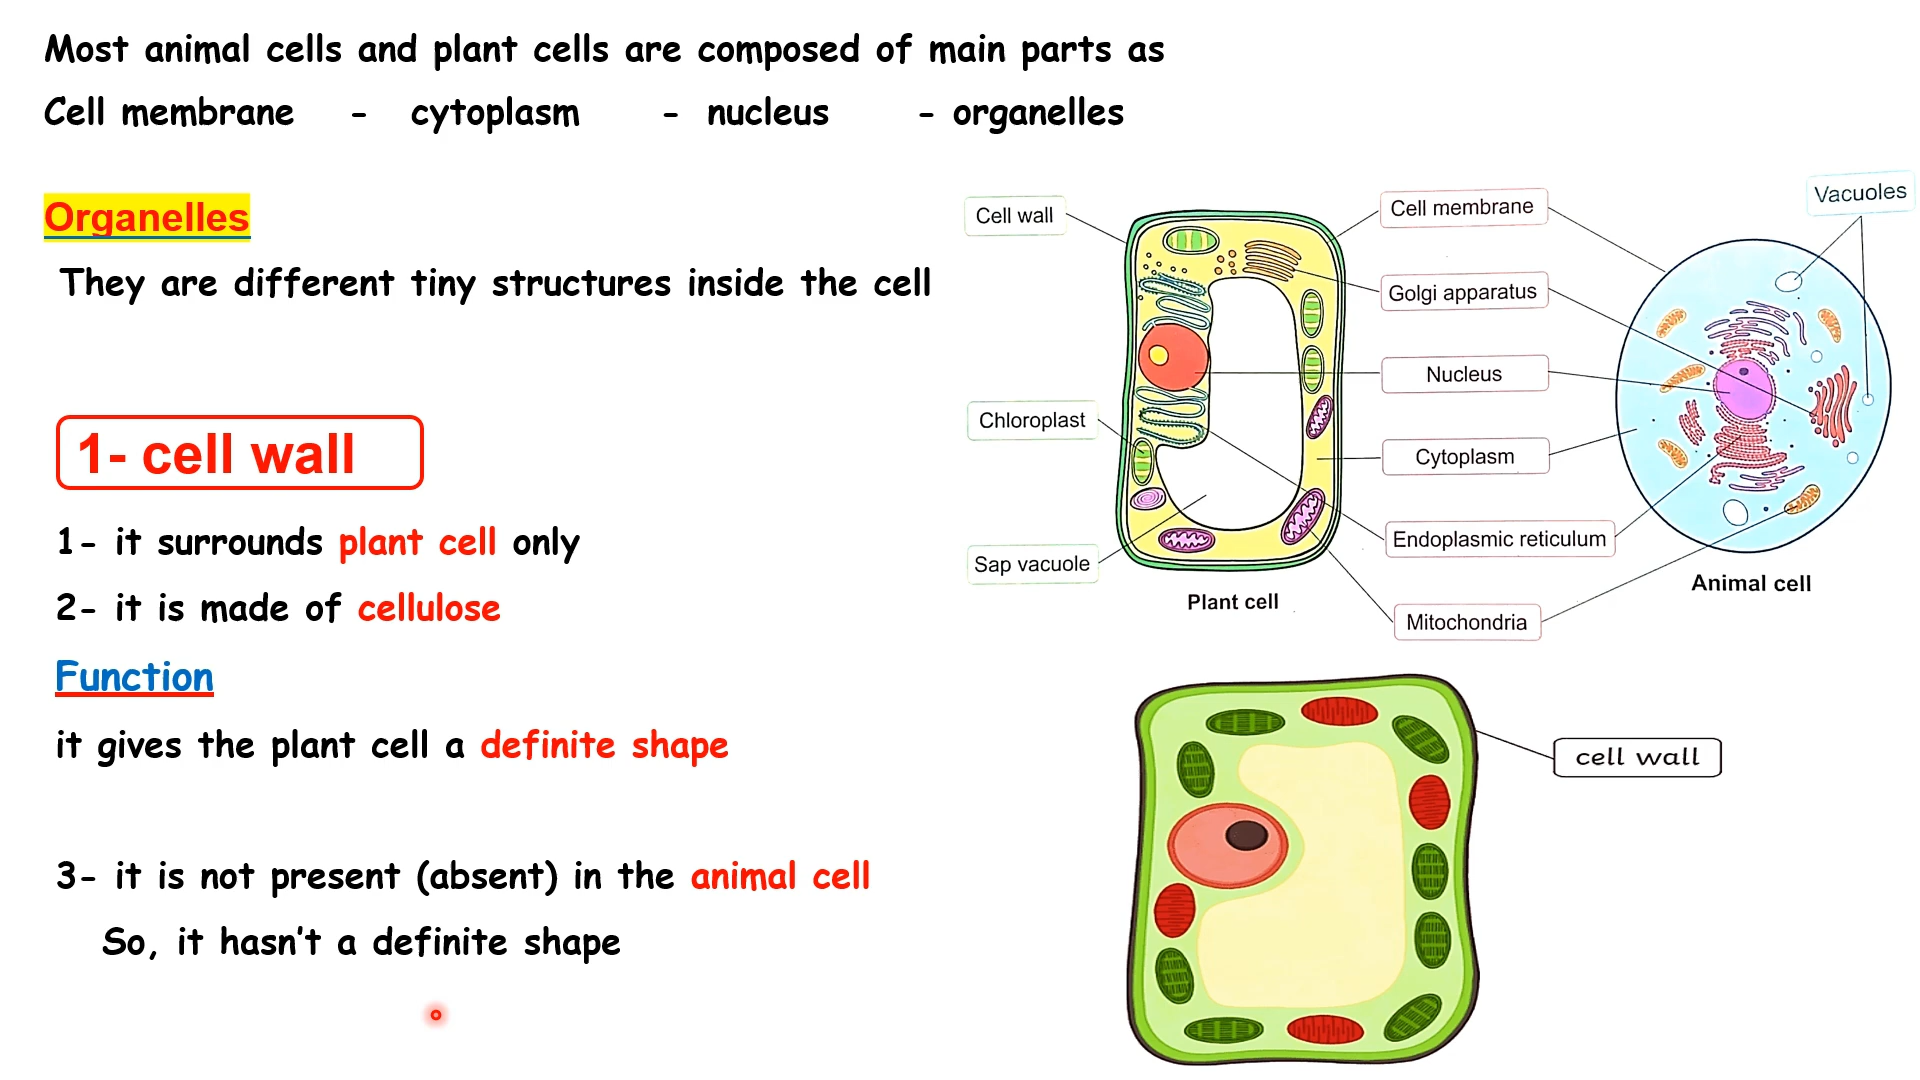 Most animal cells and plant cells are composed of main parts as
Cell membrane - cytoplasm - nucleus - organelles
Organelles
They are different tiny structures inside the cell
1- cell wall
1- it surrounds plant cell only
2- it is made of cellulose
Function
it gives the plant cell a definite shape
3- it is not present (absent) in the animal cell
So, it hasn't a definite shape
Cell wall
Chloroplast
Sap vacuole
Plant cell
Cell membrane
Golgi apparatus
Nucleus
Cytoplasm
Endoplasmic reticulum
Mitochondria
Vacuoles
Animal cell
cell wall